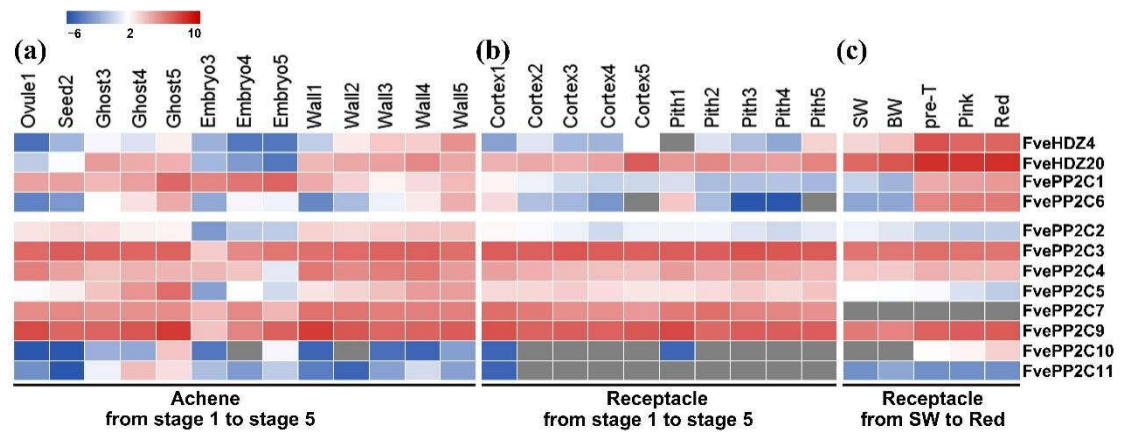 −6 2 10
(a) (b) (c)
Ovule1 Seed2 Ghost3 Ghost4 Ghost5 Embryo3 Embryo4 Embryo5 Wall1 Wall2 Wall3 Wall4 Wall5 Cortex1 Cortex2 Cortex3 Cortex4 Cortex5 Pith1 Pith2 Pith3 Pith4 Pith5 SW BW pre-T Pink Red
FveHDZ4
FveHDZ20
FvePP2C1
FvePP2C6
FvePP2C2
FvePP2C3
FvePP2C4
FvePP2C5
FvePP2C7
FvePP2C9
FvePP2C10
FvePP2C11
Achene
from stage 1 to stage 5
Receptacle
from stage 1 to stage 5
Receptacle
from SW to Red